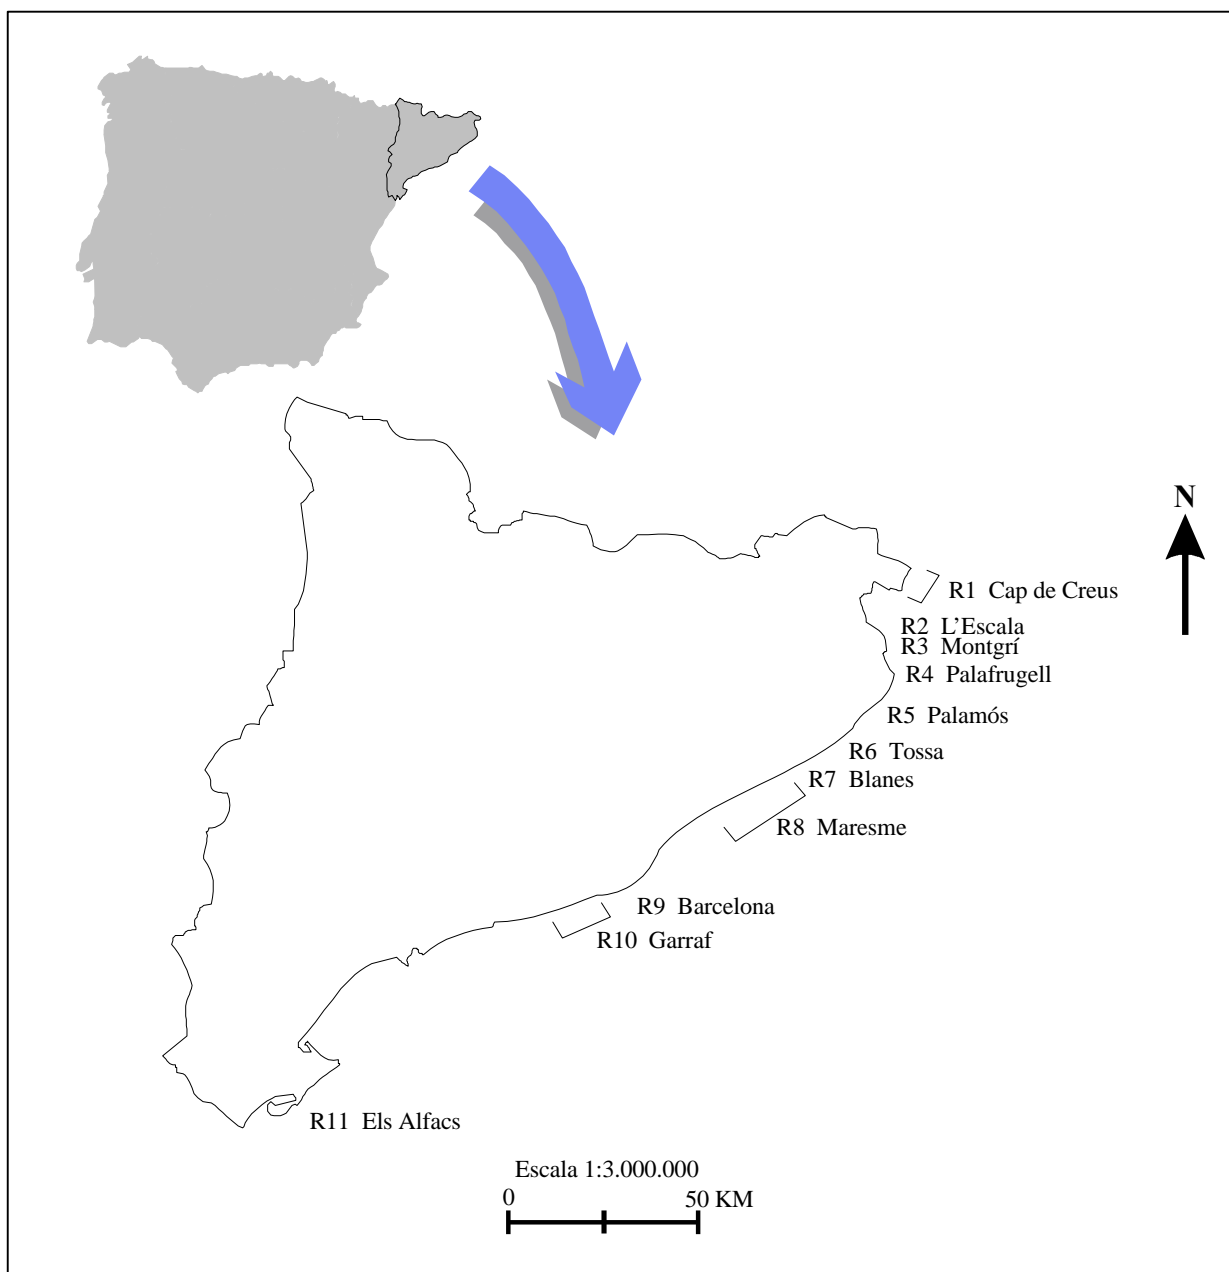 N
R1 Cap de Creus
R2 L’Escala
R3 Montgrí
R4 Palafrugell
R5 Palamós
R6 Tossa
R7 Blanes
R8 Maresme
R9 Barcelona
R10 Garraf
R11 Els Alfacs
Escala 1:3.000.000
0 50 KM